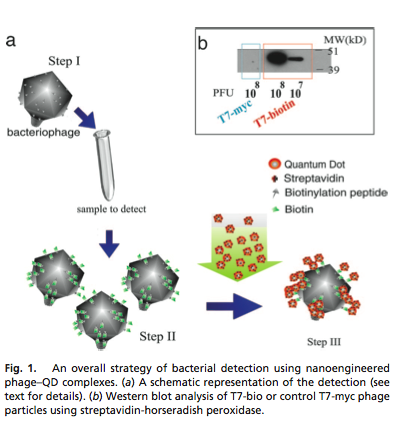 a
Step I
bacteriophage
sample to detect
b
MW(kD)
51
39
PFU 10^8 10^8 10^7
T7-myc
T7-biotin
Quantum Dot
Streptavidin
Biotinylation peptide
Biotin
Step II
Step III
Fig. 1. An overall strategy of bacterial detection using nanoengineered
phage–QD complexes. (a) A schematic representation of the detection (see
text for details). (b) Western blot analysis of T7-bio or control T7-myc phage
particles using streptavidin-horseradish peroxidase.